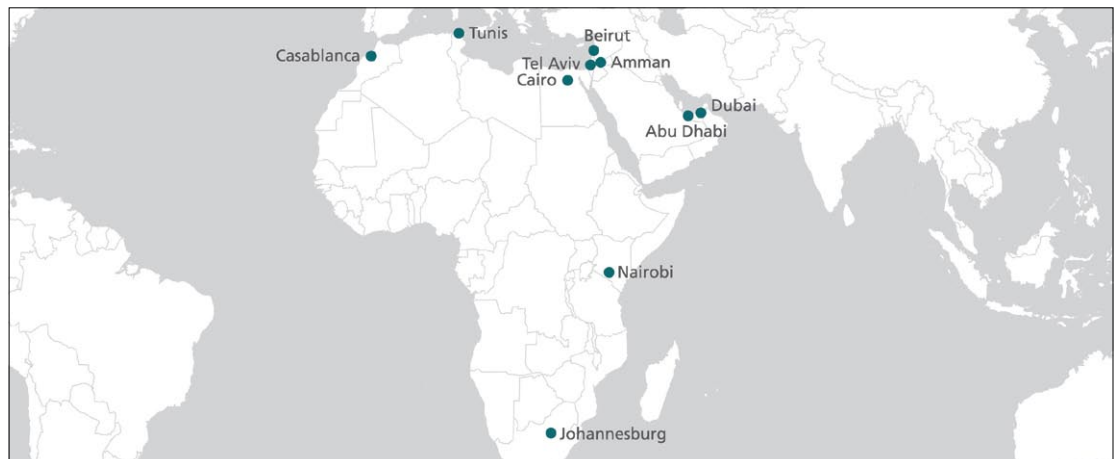 Tunis
Casablanca
Beirut
Tel Aviv
Amman
Cairo
Dubai
Abu Dhabi
Nairobi
Johannesburg